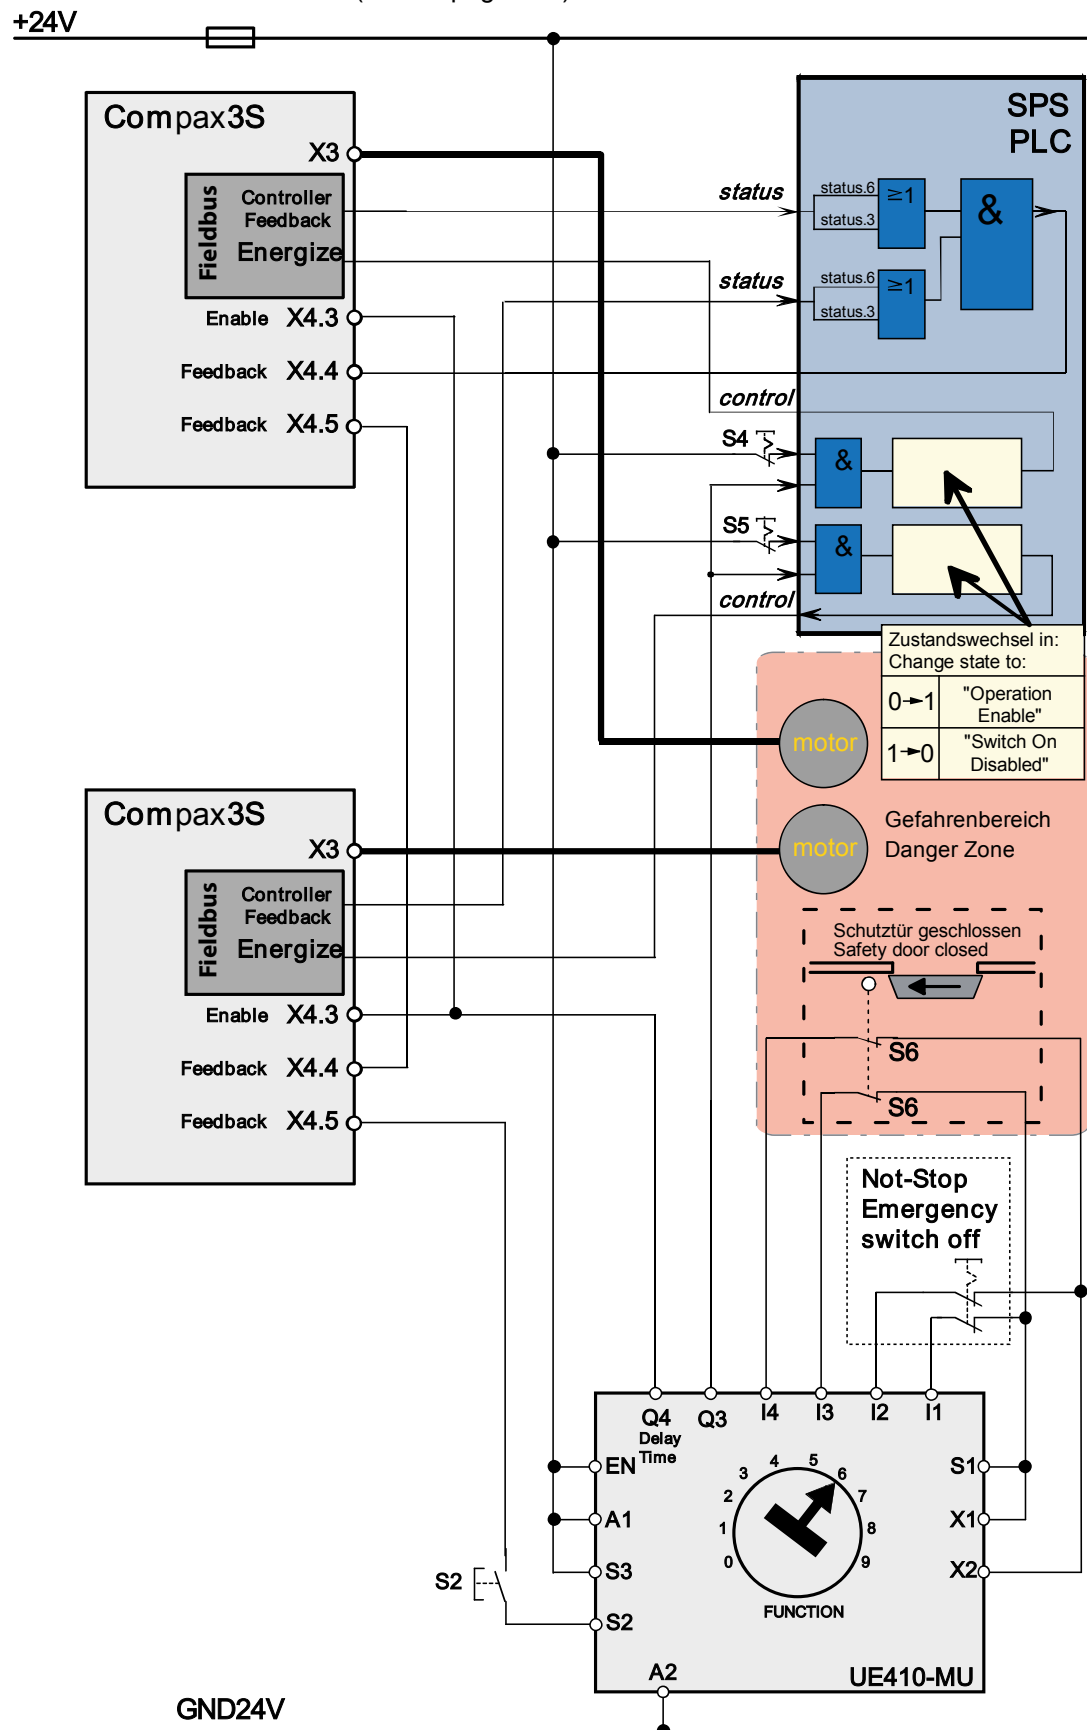 +24V
Compax3S
X3
Fieldbus
Controller
Feedback
Energize
Enable X4.3
Feedback X4.4
Feedback X4.5
SPS
PLC
status
status.6
status.3
≥1
&
status
status.6
status.3
≥1
control
S4
&
S5
&
control
Zustandswechsel in:
Change state to:
0→1 "Operation
Enable"
1→0 "Switch On
Disabled"
motor
motor
Gefahrenbereich
Danger Zone
Compax3S
X3
Fieldbus
Controller
Feedback
Energize
Enable X4.3
Feedback X4.4
Feedback X4.5
Schutztür geschlossen
Safety door closed
S6
S6
Not-Stop
Emergency
switch off
Q4
Delay
Time
Q3
I4
I3
I2
I1
EN
A1
S3
S2
S2
S1
X1
X2
0
1
2
3
4
5
6
7
8
9
FUNCTION
A2
UE410-MU
GND24V